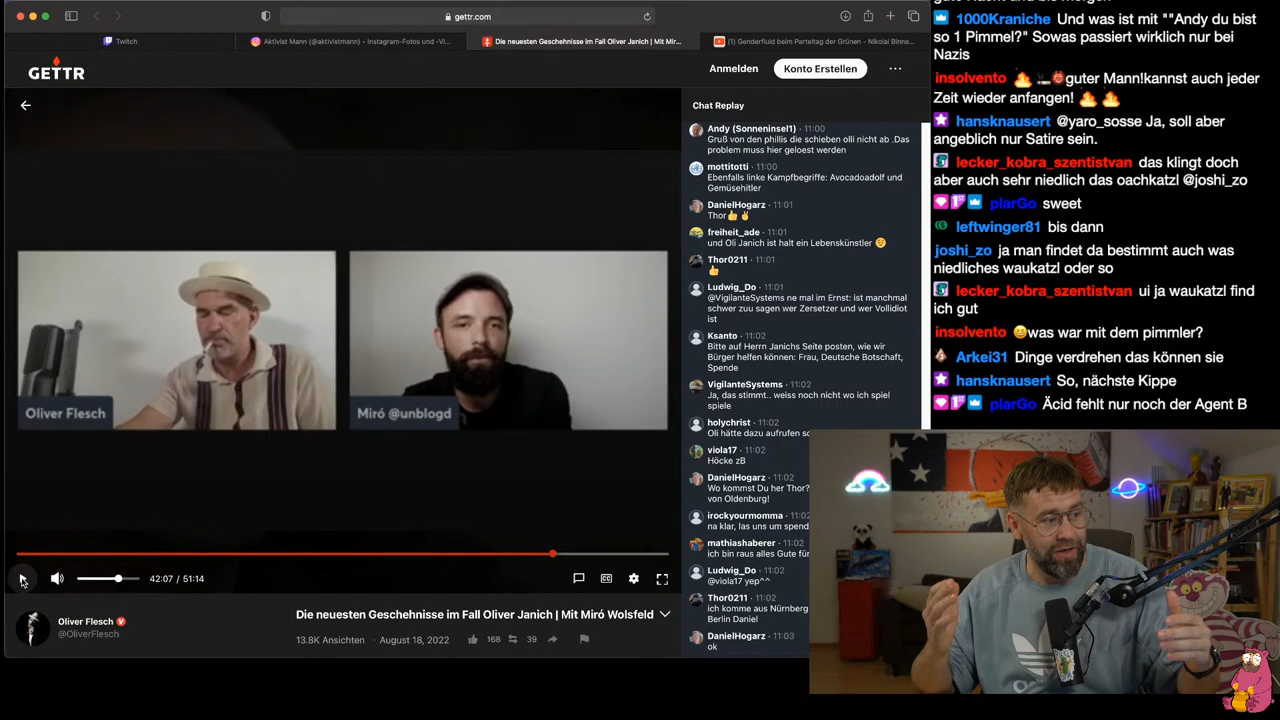 gettr.com
Twitch
Aktivist Mann (@aktivistmann) • Instagram-Fotos und -Vi...
Die neuesten Geschehnisse im Fall Oliver Janich | Mit Mir...
(1) Genderfluid beim Parteitag der Grünen - Nikolai Binne...
GETTR
Anmelden
Konto Erstellen
Chat Replay
Andy (Sonneninsel1) · 11:00
Gruß von den phillis die schieben olli nicht ab .Das
problem muss hier geloest werden
mottitotti · 11:00
Ebenfalls linke Kampfbegriffe: Avocadoadolf und
Gemüsehitler
DanielHogarz · 11:01
Thor👍✌
freiheit_ade · 11:01
und Oli Janich ist halt ein Lebenskünstler ☺
Thor0211 · 11:01
👍
Ludwig_Do · 11:01
@VigilanteSystems ne mal im Ernst: ist manchmal
schwer zuu sagen wer Zersetzer und wer Vollidiot
ist
Ksanto · 11:02
Bitte auf Herrn Janichs Seite posten, wie wir
Bürger helfen können: Frau, Deutsche Botschaft,
Spende
VigilanteSystems · 11:02
Ja, das stimmt.. weiss noch nicht wo ich spiel
spiele
holychrist · 11:02
Oli hätte dazu aufrufen
viola17 · 11:02
Höcke zB
DanielHogarz · 11:02
Wo kommst Du her Thor?
von Oldenburg!
irockyourmomma · 11:02
na klar, las uns um spend
mathiashaberer · 11:02
ich bin raus alles Gute für
Ludwig_Do · 11:02
@viola17 yep^^
Thor0211 · 11:02
ich komme aus Nürnberg
Berlin Daniel
DanielHogarz · 11:03
ok
Oliver Flesch
Miró @unblogd
42:07 / 51:14
Die neuesten Geschehnisse im Fall Oliver Janich | Mit Miró Wolsfeld
Oliver Flesch
@OliverFlesch
13.8K Ansichten · August 18, 2022
168
39
1000Kraniche Und was ist mit ""Andy du bist
so 1 Pimmel?" Sowas passiert wirklich nur bei
Nazis
insolvento guter Mann!kannst auch jeder
Zeit wieder anfangen!
hansknausert @yaro_sosse Ja, soll aber
angeblich nur Satire sein.
lecker_kobra_szentistvan das klingt doch
aber auch sehr niedlich das oachkatzl @joshi_zo
plarGo sweet
leftwinger81 bis dann
joshi_zo ja man findet da bestimmt auch was
niedliches waukatzl oder so
lecker_kobra_szentistvan ui ja waukatzl find
ich gut
insolvento 😆was war mit dem pimmler?
Arkei31 Dinge verdrehen das können sie
hansknausert So, nächste Kippe
plarGo Äcid fehlt nur noch der Agent B